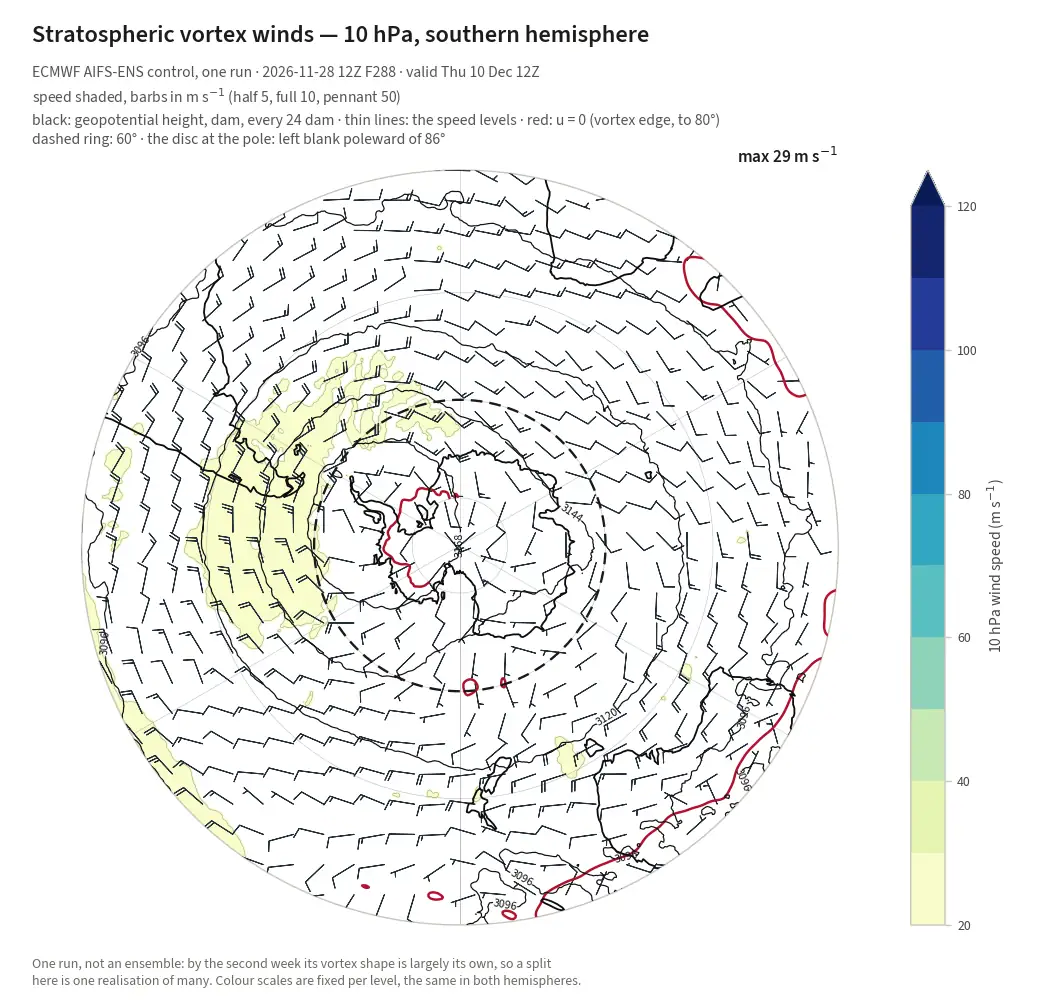 Stratospheric vortex winds — 10 hPa, southern hemisphere
ECMWF AIFS-ENS control, one run · 2026-11-28 12Z F288 · valid Thu 10 Dec 12Z
speed shaded, barbs in m s⁻¹ (half 5, full 10, pennant 50)
black: geopotential height, dam, every 24 dam · thin lines: the speed levels · red: u = 0 (vortex edge, to 80°)
dashed ring: 60° · the disc at the pole: left blank poleward of 86°
max 29 m s⁻¹
120
100
80
60
40
20
10 hPa wind speed (m s⁻¹)
3096
3144
3096
3120
3096
3096
3096
3096
One run, not an ensemble: by the second week its vortex shape is largely its own, so a split
here is one realisation of many. Colour scales are fixed per level, the same in both hemispheres.